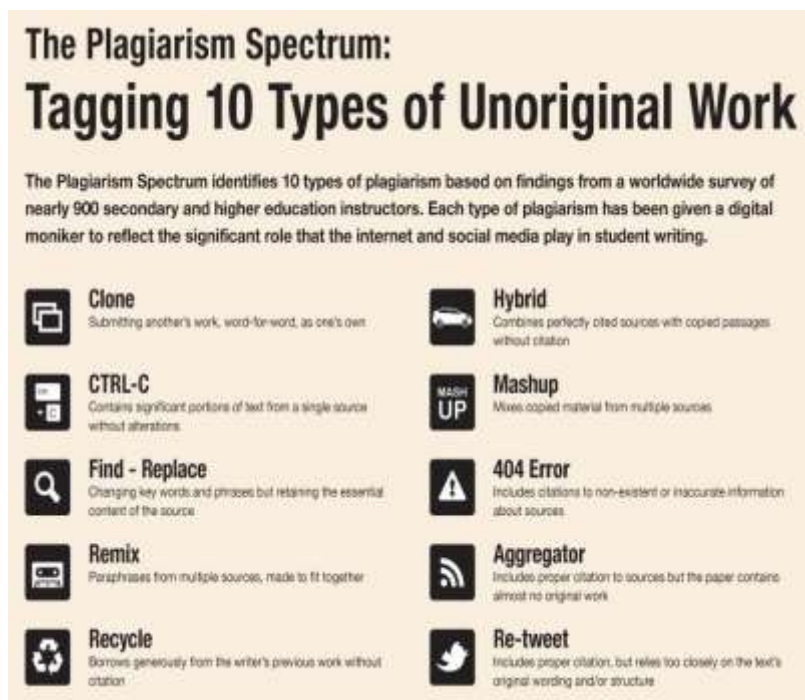 The Plagiarism Spectrum:
Tagging 10 Types of Unoriginal Work
The Plagiarism Spectrum identifies 10 types of plagiarism based on findings from a worldwide survey of
nearly 900 secondary and higher education instructors. Each type of plagiarism has been given a digital
moniker to reflect the significant role that the internet and social media play in student writing.
Clone
Submitting another's work, word-for-word, as one's own
CTRL-C
Contains significant portions of text from a single source
without alterations
Find - Replace
Changing key words and phrases but retaining the essential
content of the source
Remix
Paraphrases from multiple sources, made to fit together
Recycle
Borrows generously from the writer's previous work without
citation
Hybrid
Combines perfectly cited sources with copied passages
without citation
MASH
UP
Mashup
Mixes copied material from multiple sources
404 Error
Includes citations to non-existent or inaccurate information
about sources
Aggregator
Includes proper citation to sources but the paper contains
almost no original work
Re-tweet
Includes proper citation, but relies too closely on the text's
original wording and/or structure